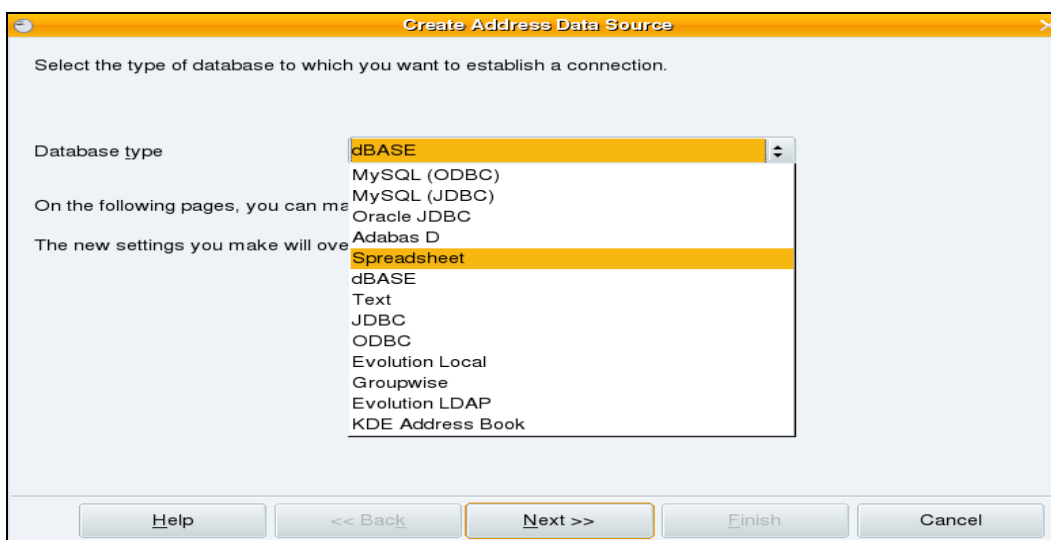 Create Address Data Source
Select the type of database to which you want to establish a connection.
Database type
dBASE
MySQL (ODBC)
MySQL (JDBC)
On the following pages, you can ma
Oracle JDBC
Adabas D
The new settings you make will ove
Spreadsheet
dBASE
Text
JDBC
ODBC
Evolution Local
Groupwise
Evolution LDAP
KDE Address Book
Help
<< Back
Next >>
Finish
Cancel